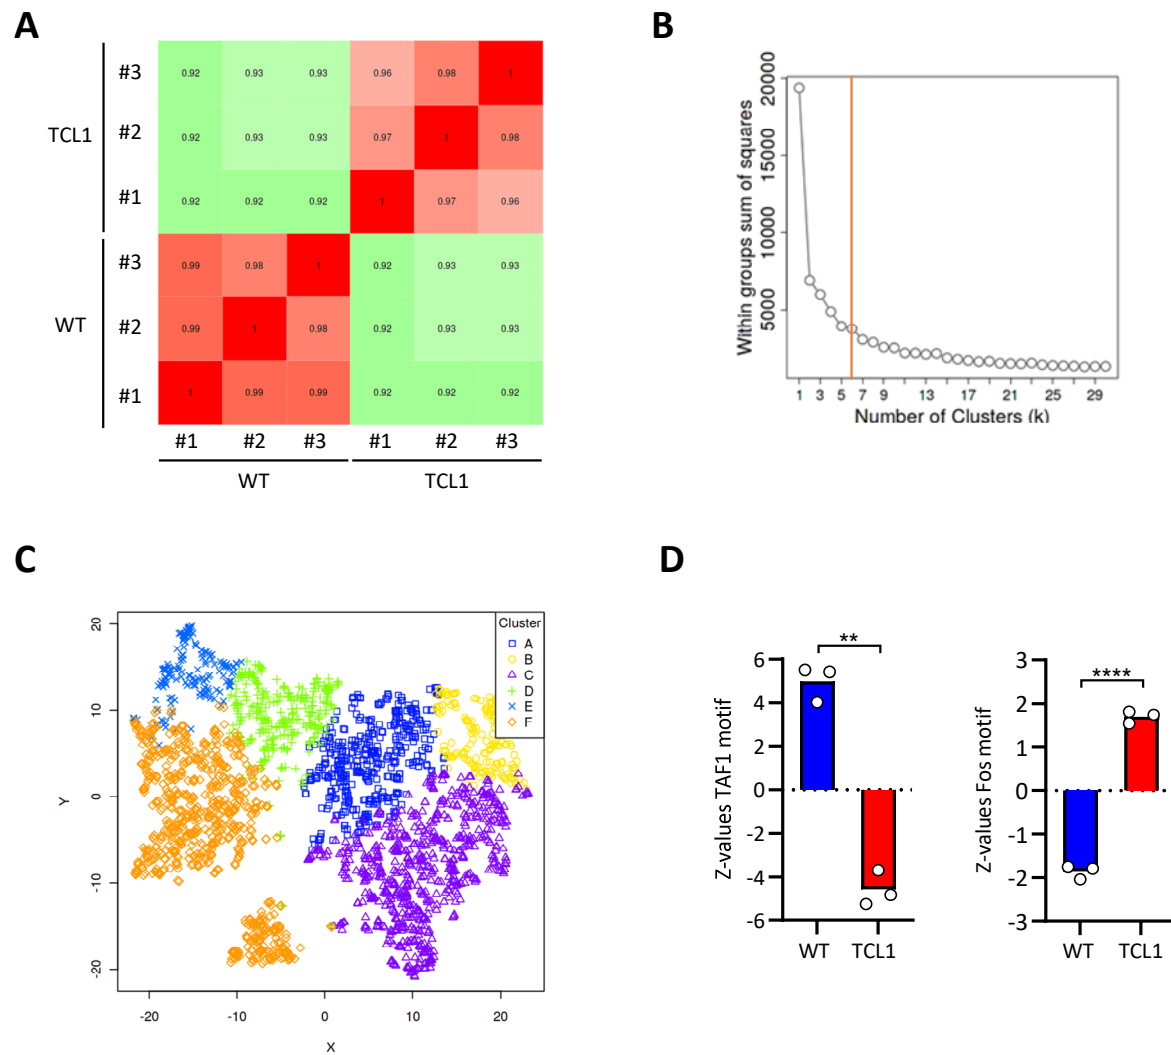 A
TCL1
#3
0.92 0.93 0.93 0.96 0.98 1
#2
0.92 0.93 0.93 0.97 1 0.98
#1
0.92 0.92 0.92 1 0.97 0.96
WT
#3
0.99 0.98 1 0.92 0.93 0.93
#2
0.99 1 0.98 0.92 0.93 0.93
#1
1 0.99 0.99 0.92 0.92 0.92
#1 #2 #3 #1 #2 #3
WT TCL1
B
Within groups sum of squares
20000
15000
10000
5000
1 3 5 7 9 13 17 21 25 29
Number of Clusters (k)
C
Cluster
A
B
C
D
E
F
Y
20
10
0
-10
-20
-20 -10 0 10 20
X
D
Z-values TAF1 motif
**
6
4
2
0
-2
-4
-6
WT TCL1
Z-values Fos motif
****
3
2
1
0
-1
-2
-3
WT TCL1